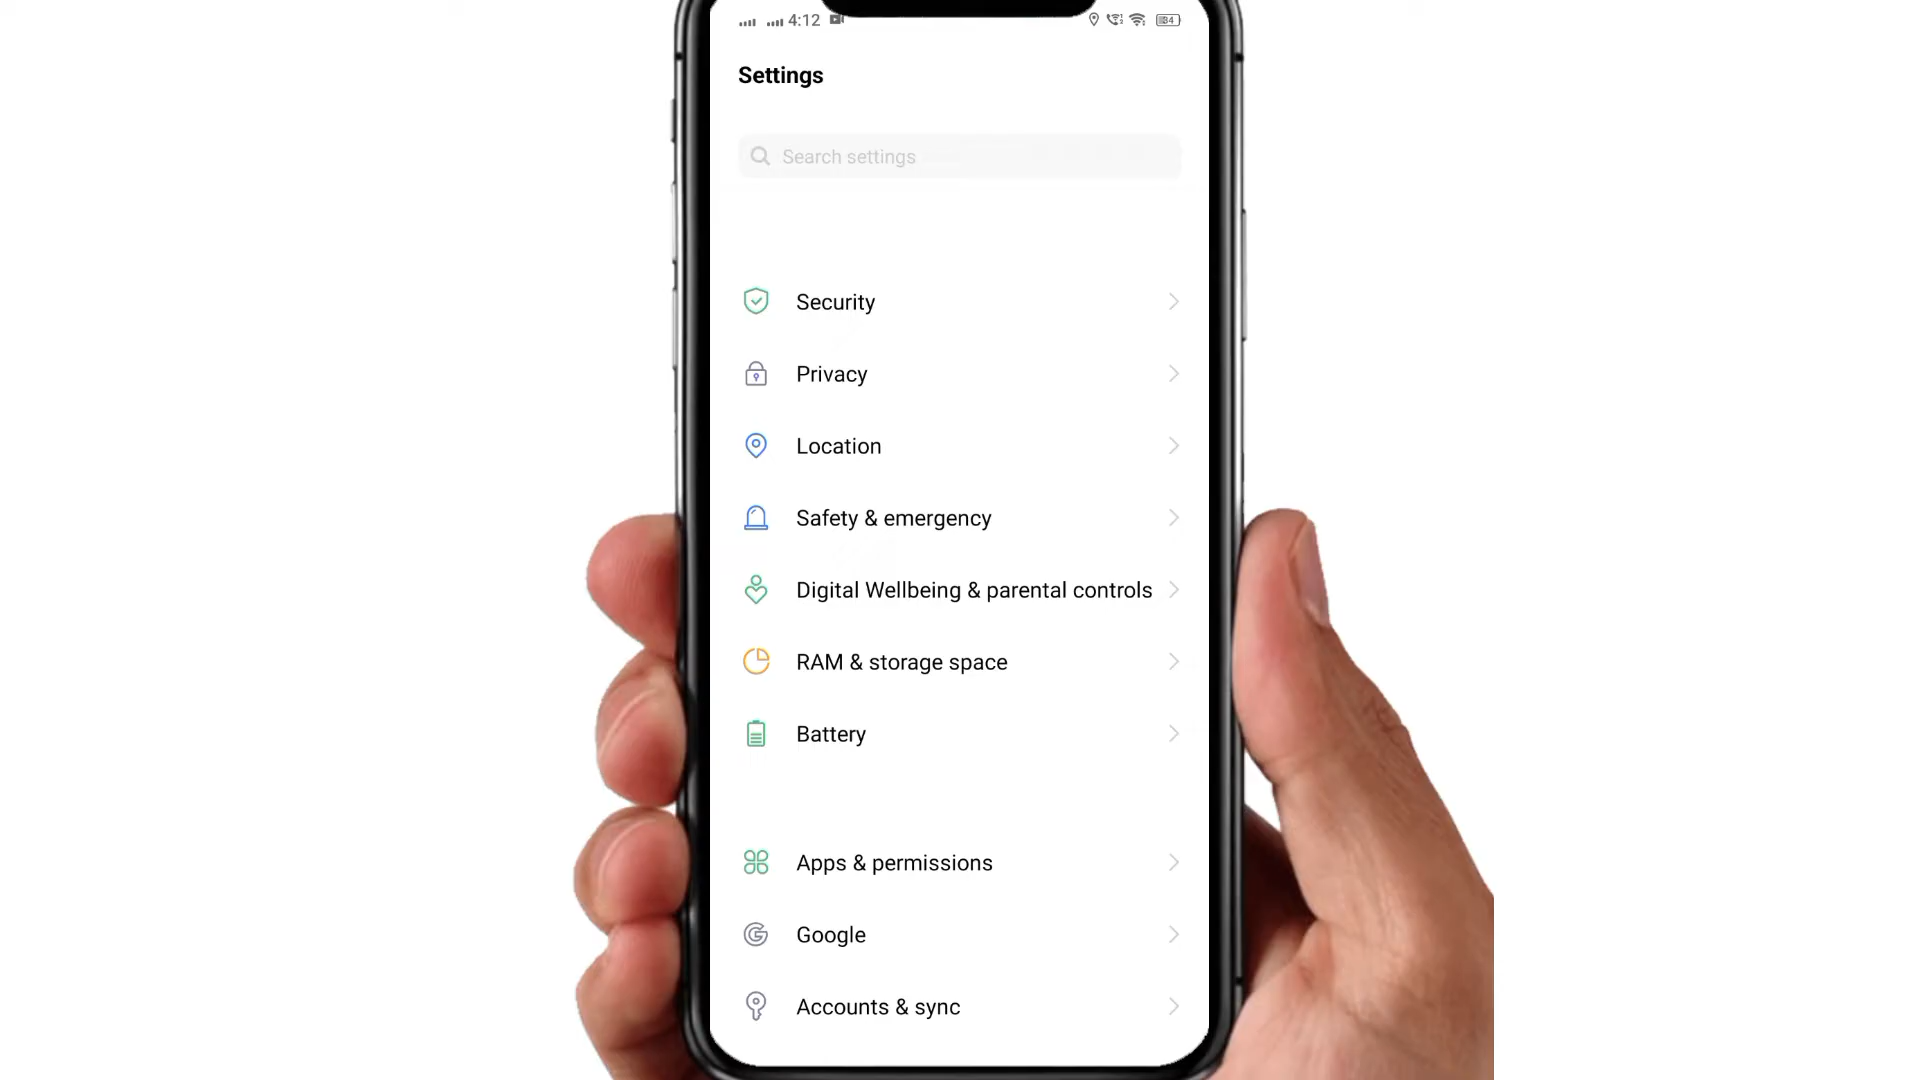 4:12 34
Settings
Search settings
Security
Privacy
Location
Safety & emergency
Digital Wellbeing & parental controls
RAM & storage space
Battery
Apps & permissions
Google
Accounts & sync